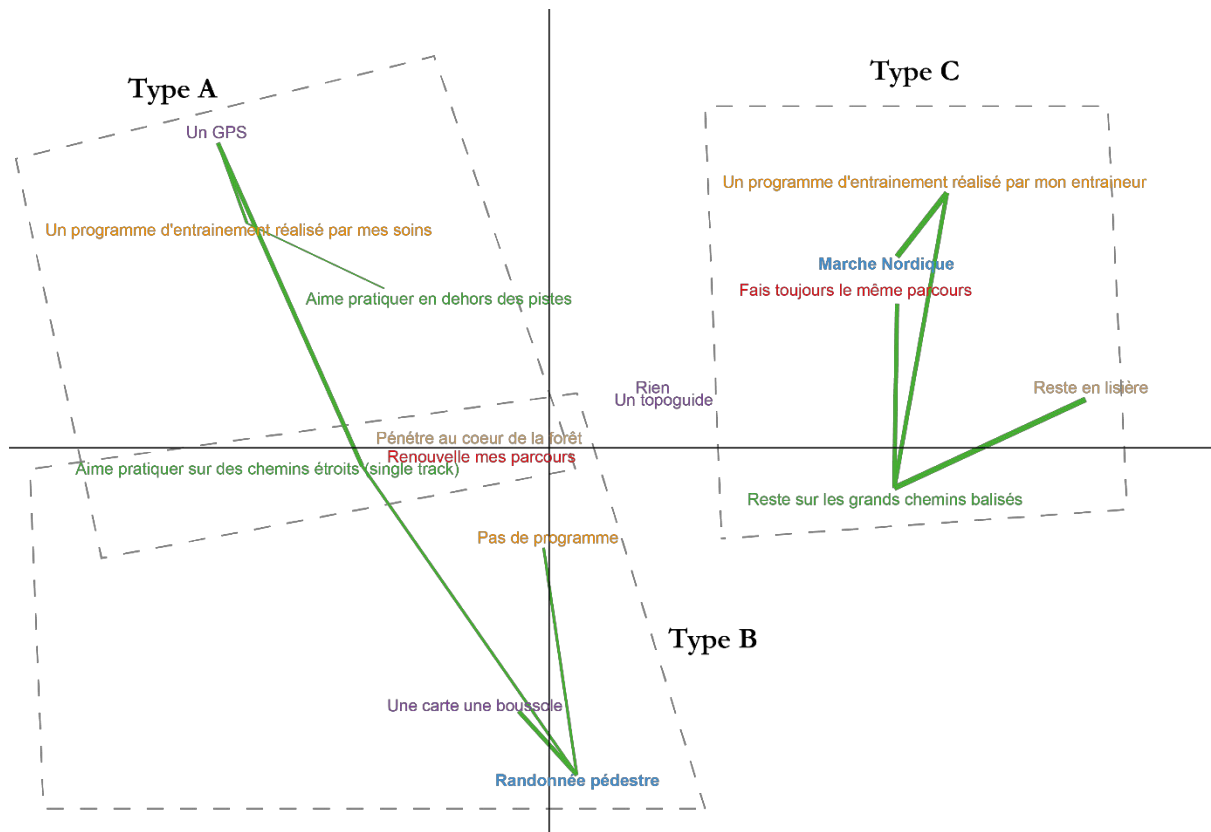 Type C
Type A
Un GPS
Un programme d'entrainement réalisé par mon entraineur
Un programme d'entrainement réalisé par mes soins
Marche Nordique
Fais toujours le même parcours
Aime pratiquer en dehors des pistes
Rien
Reste en lisière
Un topoguide
Pénétre au coeur de la forêt
Renouvelle mes parcours
Aime pratiquer sur des chemins étroits (single track)
Reste sur les grands chemins balisés
Pas de programme
Type B
Une carte une boussole
Randonnée pédestre